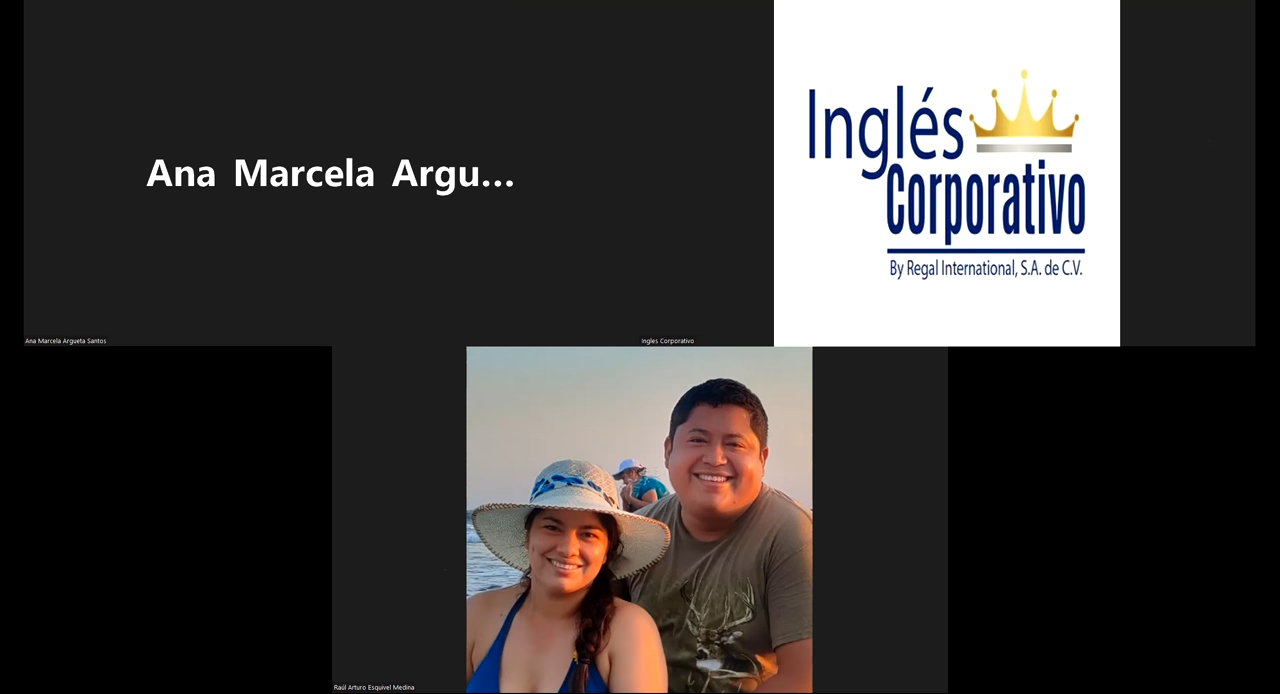 Ana Marcela Argu...
Inglés
Corporativo
By Regal International, S.A. de C.V.
Ana Marcela Argueta Santos
Ingles Corporativo
Raúl Arturo Esquivel Medina